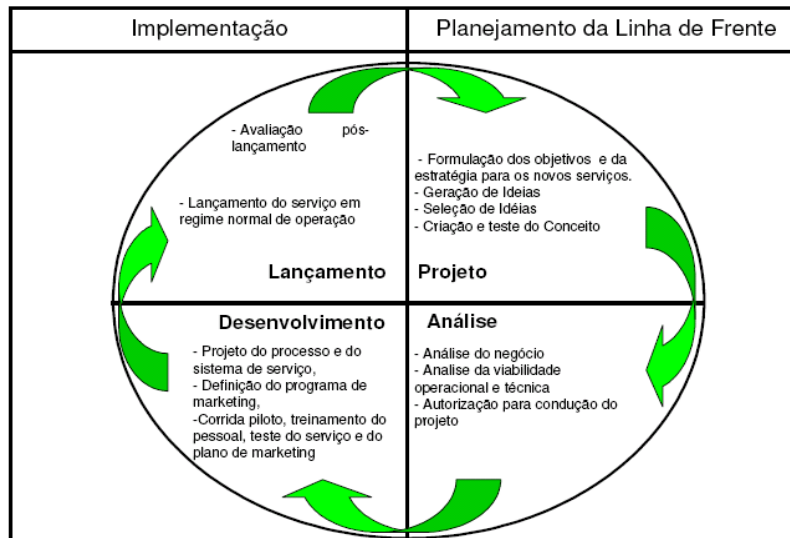 Implementação
Planejamento da Linha de Frente
- Avaliação pós-
lançamento
- Lançamento do serviço em
regime normal de operação
Lançamento
- Formulação dos objetivos e da
estratégia para os novos serviços.
- Geração de Ideias
- Seleção de Idéias
- Criação e teste do Conceito
Projeto
Desenvolvimento
- Projeto do processo e do
sistema de serviço,
- Definição do programa de
marketing,
-Corrida piloto, treinamento do
pessoal, teste do serviço e do
plano de marketing
Análise
- Análise do negócio
- Analise da viabilidade
operacional e técnica
- Autorização para condução do
projeto